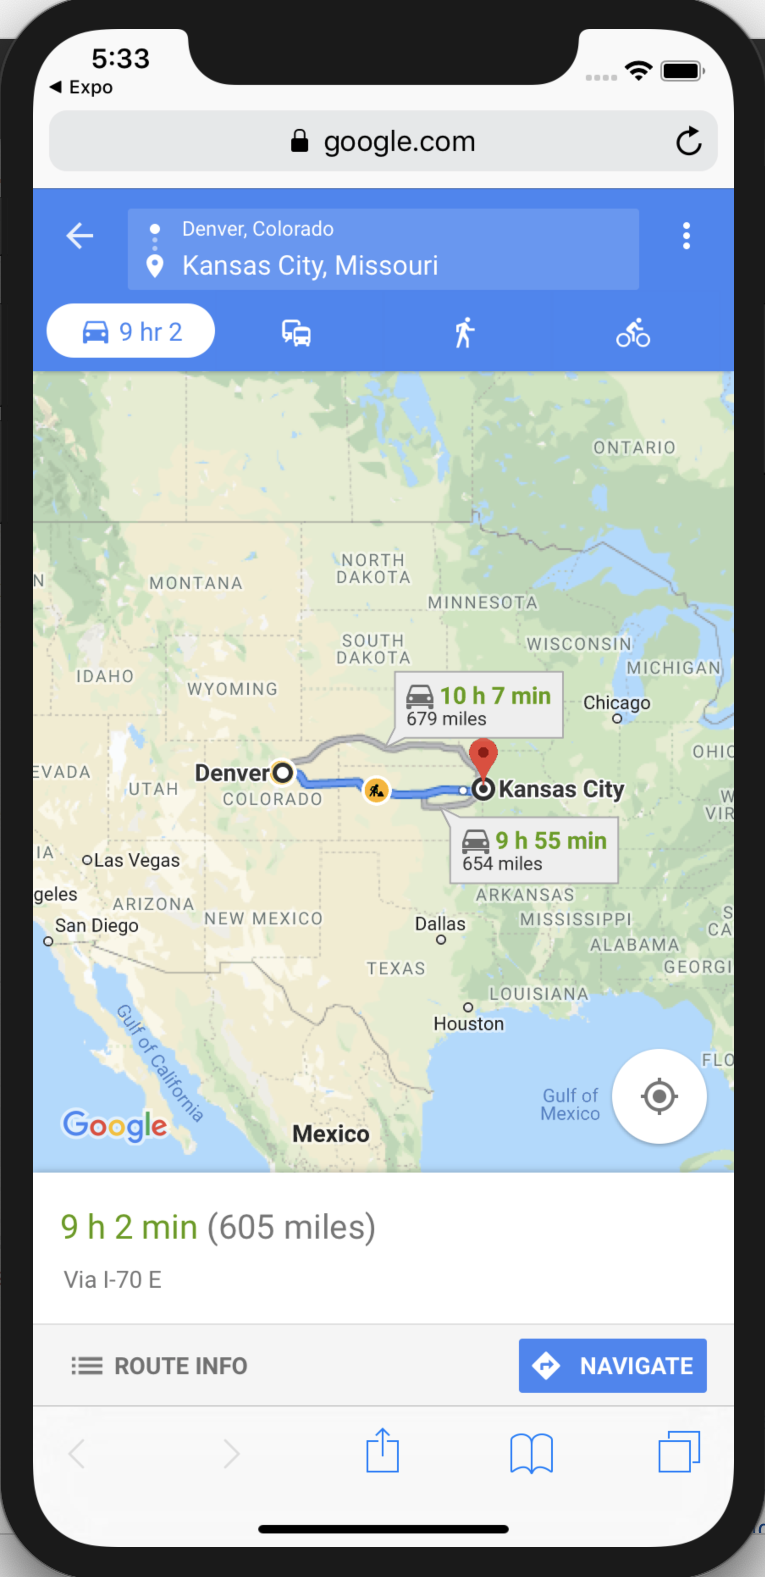 5:33
Expo
google.com
Denver, Colorado
Kansas City, Missouri
9 hr 2
ONTARIO
N
MONTANA
NORTH
DAKOTA
MINNESOTA
SOUTH
DAKOTA
WISCONSIN
MICHIGAN
IDAHO
WYOMING
10 h 7 min
679 miles
Chicago
OHIO
EVADA
UTAH
Denver
COLORADO
Kansas City
W
VIR
9 h 55 min
654 miles
IA
Las Vegas
geles
San Diego
ARIZONA
NEW MEXICO
ARKANSAS
MISSISSIPPI
S
CA
Dallas
ALABAMA
TEXAS
GEORGI
LOUISIANA
Houston
Gulf of California
FLO
Gulf of
Mexico
Google
Mexico
9 h 2 min (605 miles)
Via I-70 E
ROUTE INFO
NAVIGATE